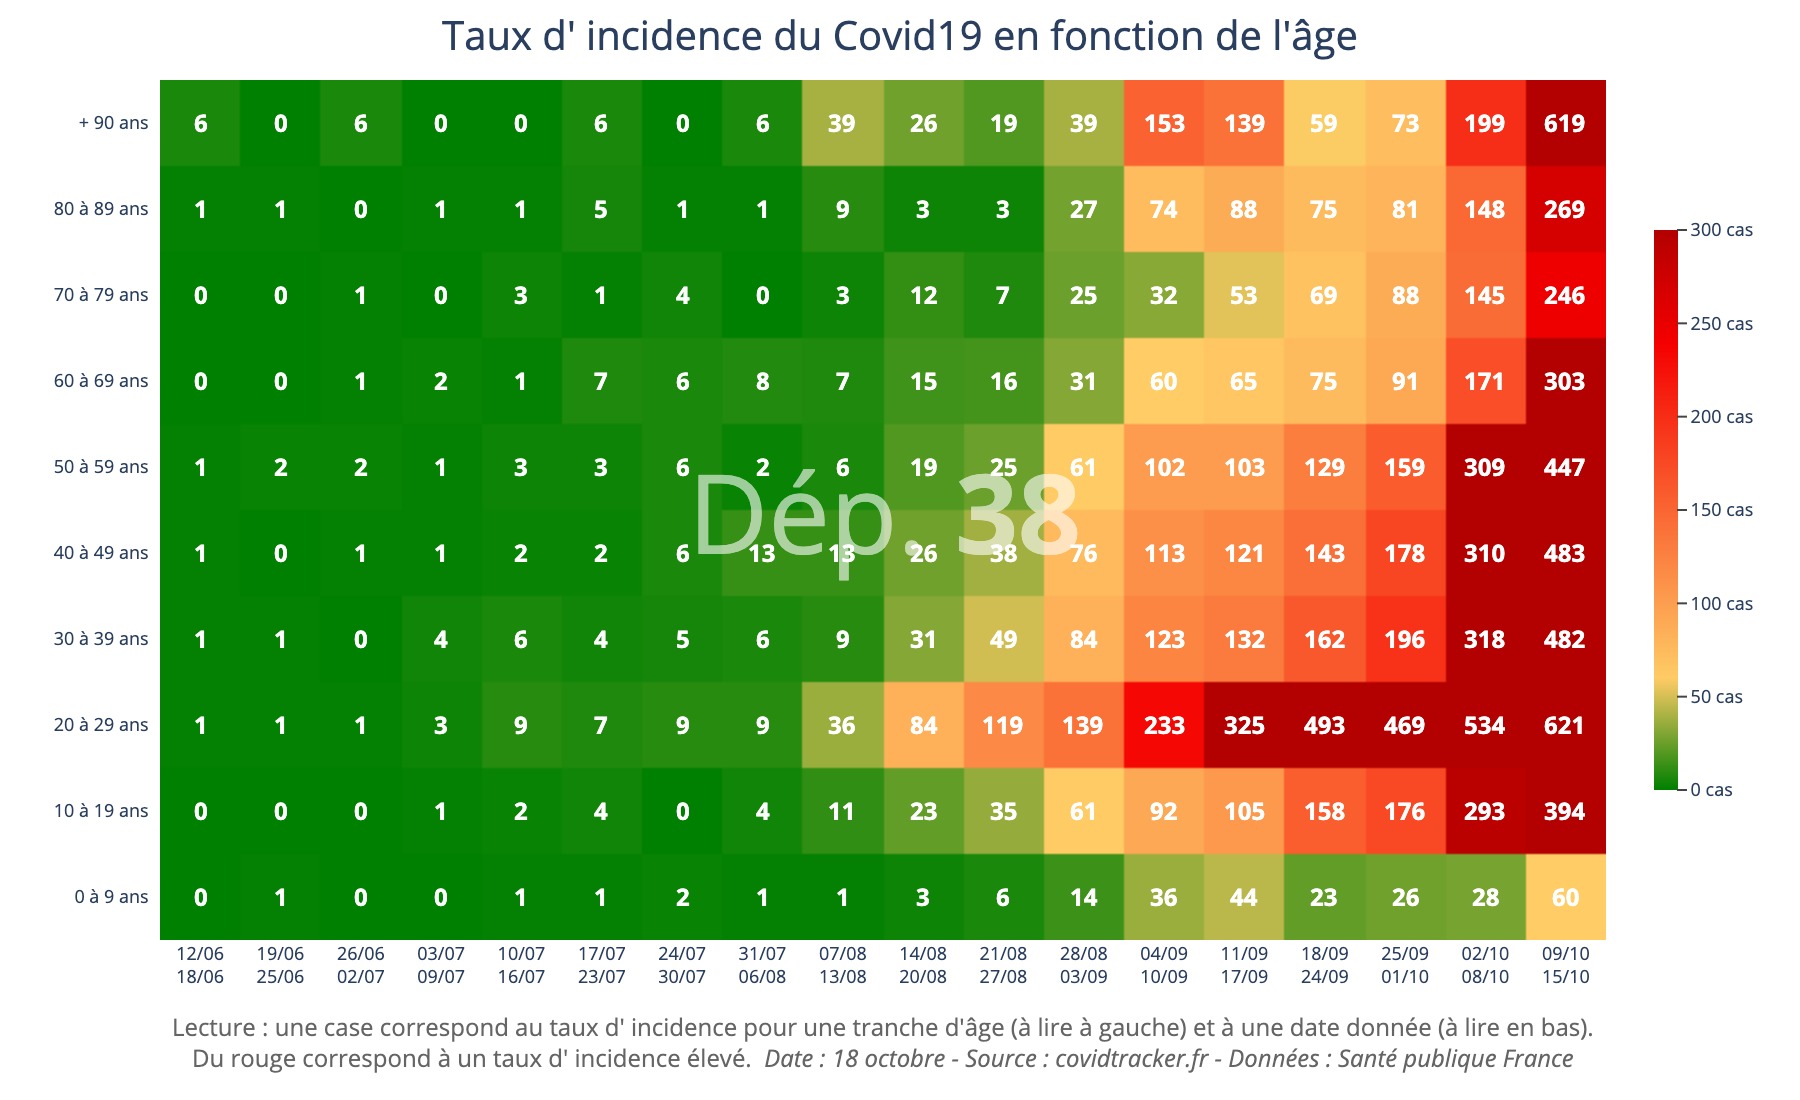 Taux d' incidence du Covid19 en fonction de l'âge
+ 90 ans 6 0 6 0 0 6 0 6 39 26 19 39 153 139 59 73 199 619
80 à 89 ans 1 1 0 1 1 5 1 1 9 3 3 27 74 88 75 81 148 269
70 à 79 ans 0 0 1 0 3 1 4 0 3 12 7 25 32 53 69 88 145 246
60 à 69 ans 0 0 1 2 1 7 6 8 7 15 16 31 60 65 75 91 171 303
50 à 59 ans 1 2 2 1 3 3 6 2 6 19 25 61 102 103 129 159 309 447
Dép. 38
40 à 49 ans 1 0 1 1 2 2 6 13 13 26 38 76 113 121 143 178 310 483
30 à 39 ans 1 1 0 4 6 4 5 6 9 31 49 84 123 132 162 196 318 482
20 à 29 ans 1 1 1 3 9 7 9 9 36 84 119 139 233 325 493 469 534 621
10 à 19 ans 0 0 0 1 2 4 0 4 11 23 35 61 92 105 158 176 293 394
0 à 9 ans 0 1 0 0 1 1 2 1 1 3 6 14 36 44 23 26 28 60
12/06 19/06 26/06 03/07 10/07 17/07 24/07 31/07 07/08 14/08 21/08 28/08 04/09 11/09 18/09 25/09 02/10 09/10
18/06 25/06 02/07 09/07 16/07 23/07 30/07 06/08 13/08 20/08 27/08 03/09 10/09 17/09 24/09 01/10 08/10 15/10
300 cas
250 cas
200 cas
150 cas
100 cas
50 cas
0 cas
Lecture : une case correspond au taux d' incidence pour une tranche d'âge (à lire à gauche) et à une date donnée (à lire en bas).
Du rouge correspond à un taux d' incidence élevé. Date : 18 octobre - Source : covidtracker.fr - Données : Santé publique France